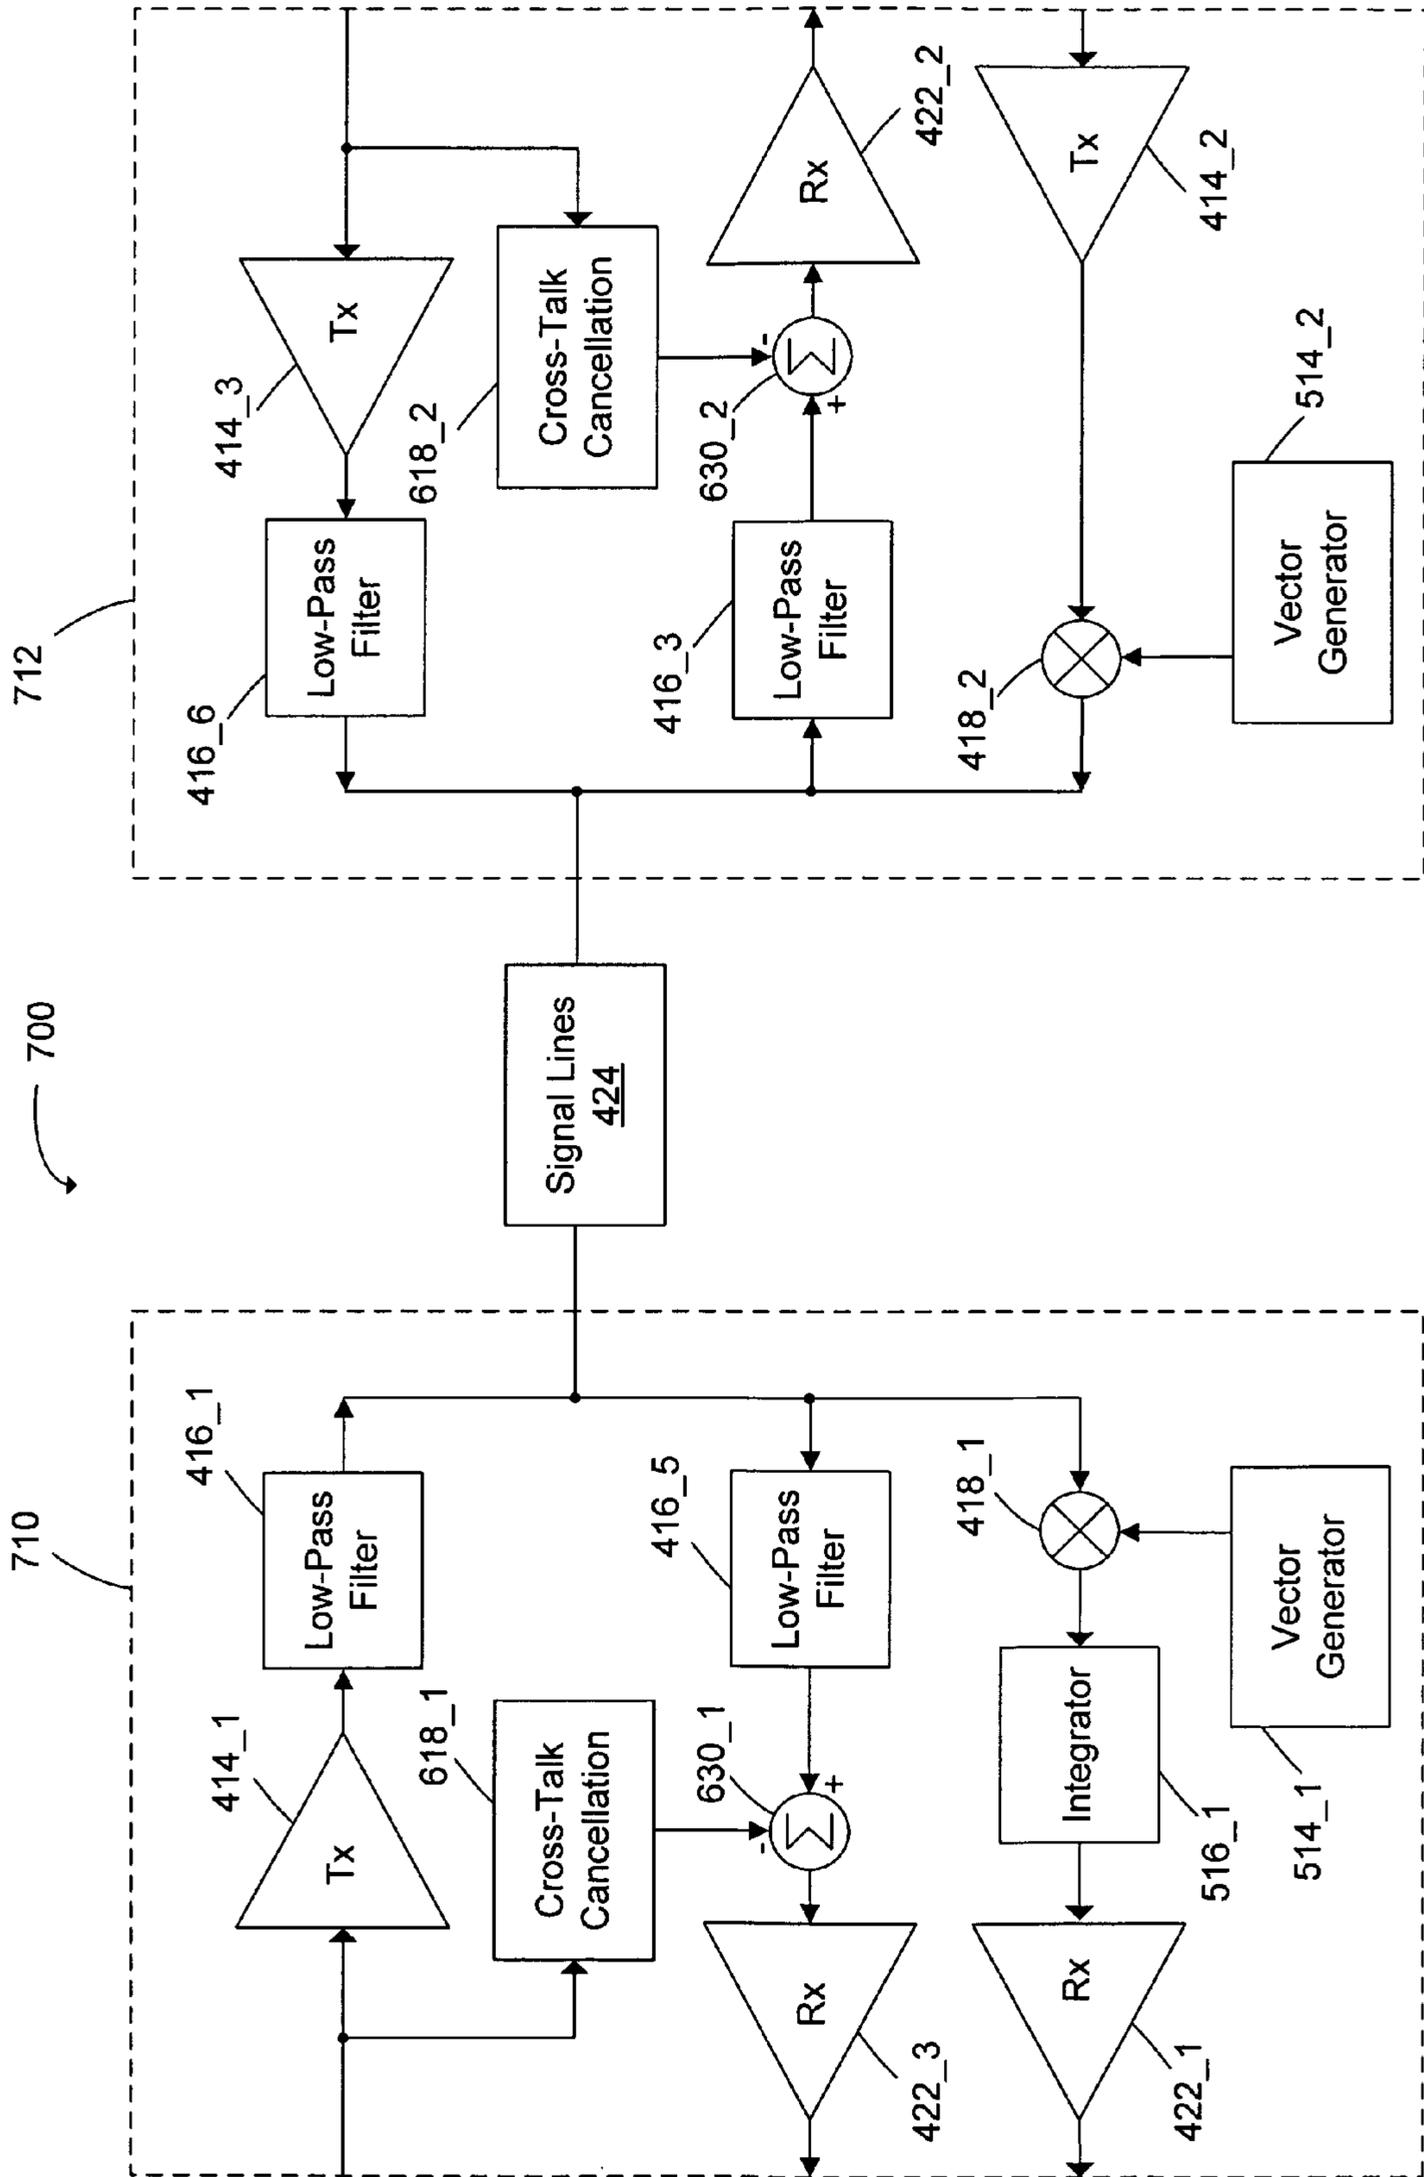 700
710
712
414_1
Tx
416_1
Low-Pass
Filter
618_1
Cross-Talk
Cancellation
630_1
Σ
-
+
416_5
Low-Pass
Filter
Rx
422_3
418_1
Integrator
516_1
Rx
422_1
Vector
Generator
514_1
Signal Lines
424
416_6
Low-Pass
Filter
414_3
Tx
618_2
Cross-Talk
Cancellation
416_3
Low-Pass
Filter
630_2
Σ
-
+
Rx
422_2
418_2
Tx
414_2
Vector
Generator
514_2